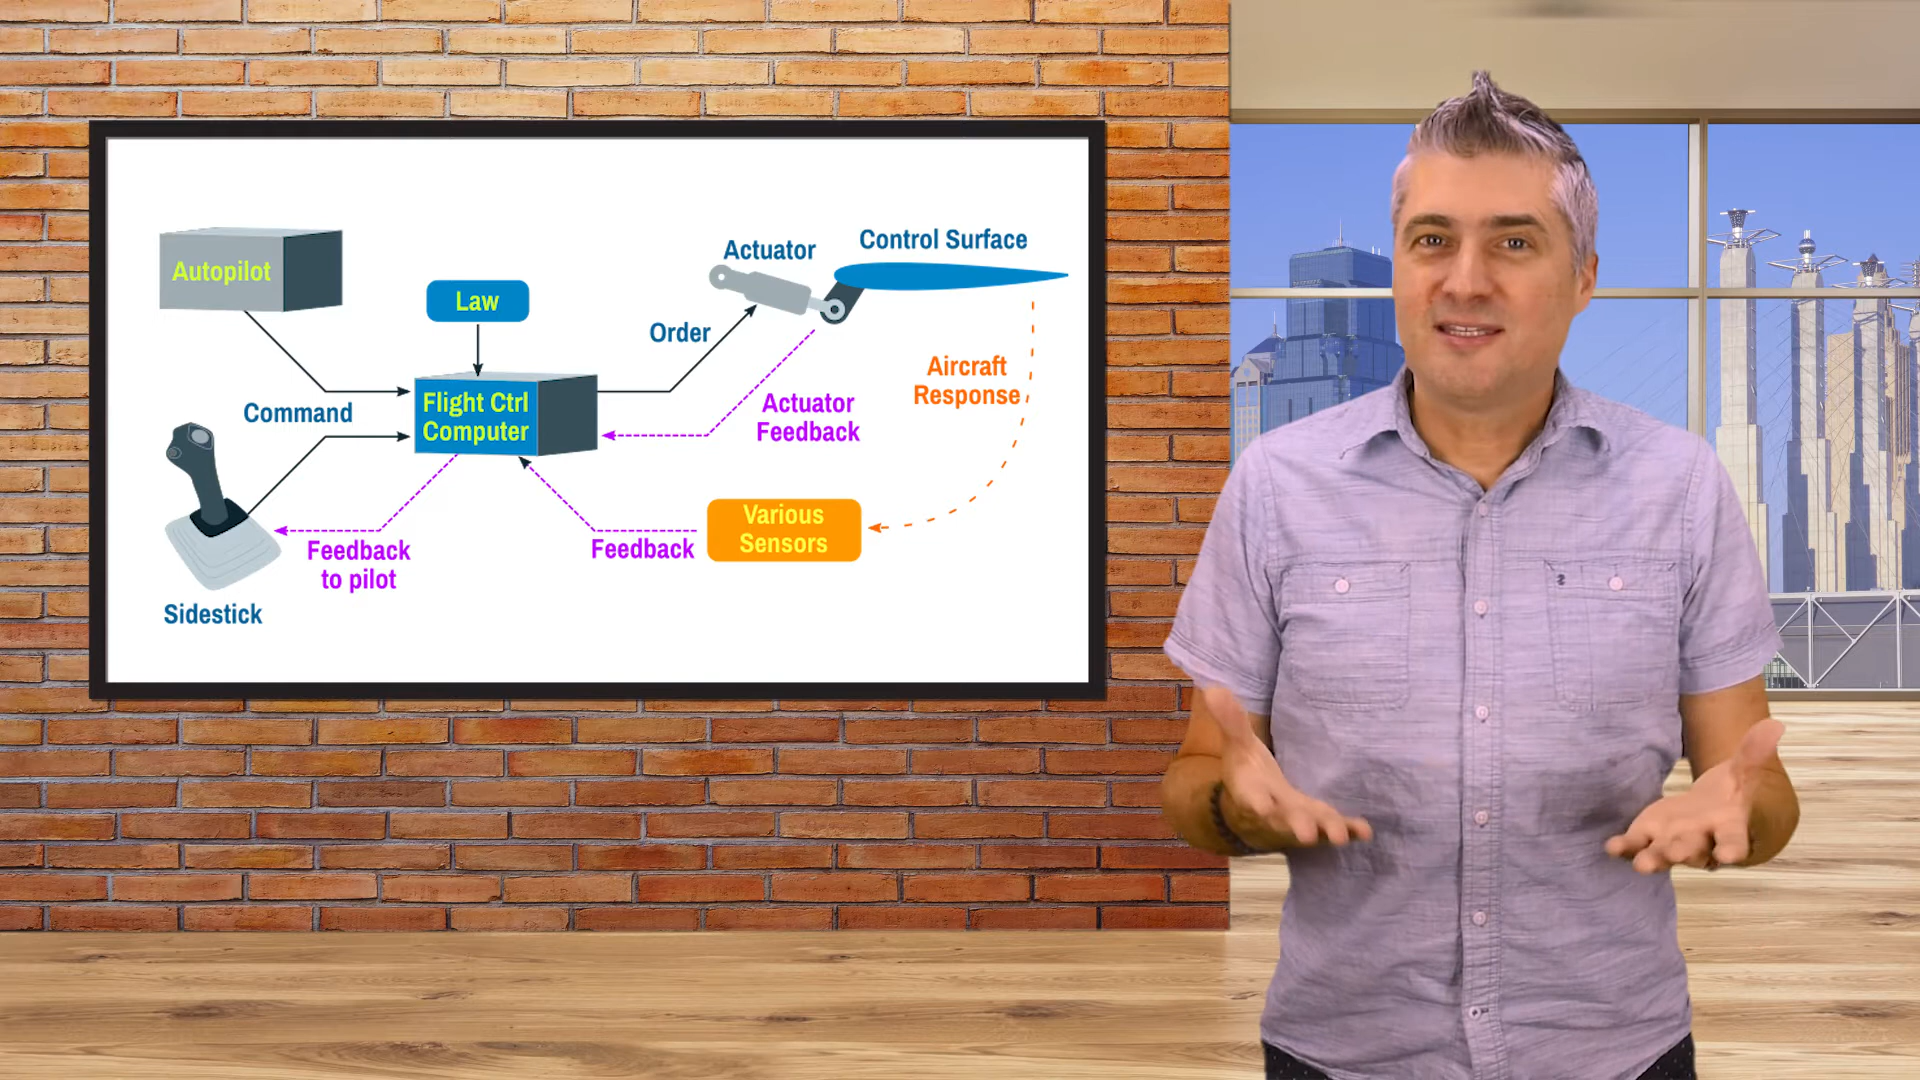 Autopilot
Law
Actuator
Control Surface
Order
Command
Flight Ctrl
Computer
Aircraft
Response
Actuator
Feedback
Various
Sensors
Feedback
Feedback
to pilot
Sidestick